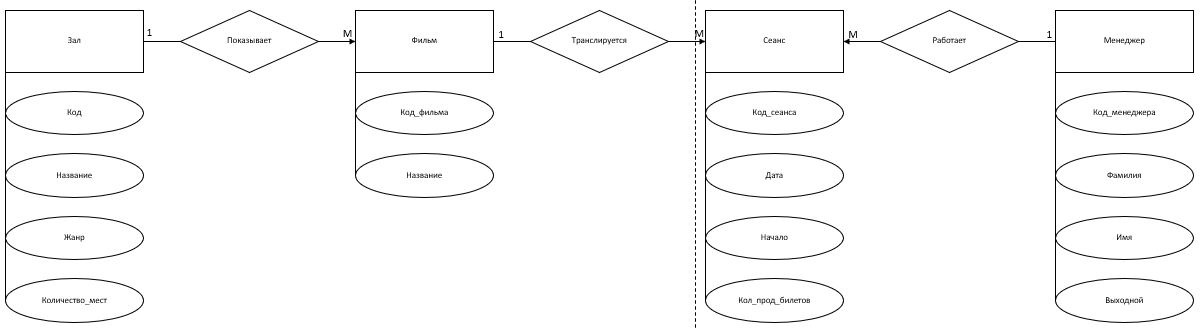 Зал 1 Показывает М Фильм 1 Транслируется М Сеанс М Работает 1 Менеджер
Код Код_фильма Код_сеанса Код_менеджера
Название Название Дата Фамилия
Жанр Начало Имя
Количество_мест Кол_прод_билетов Выходной